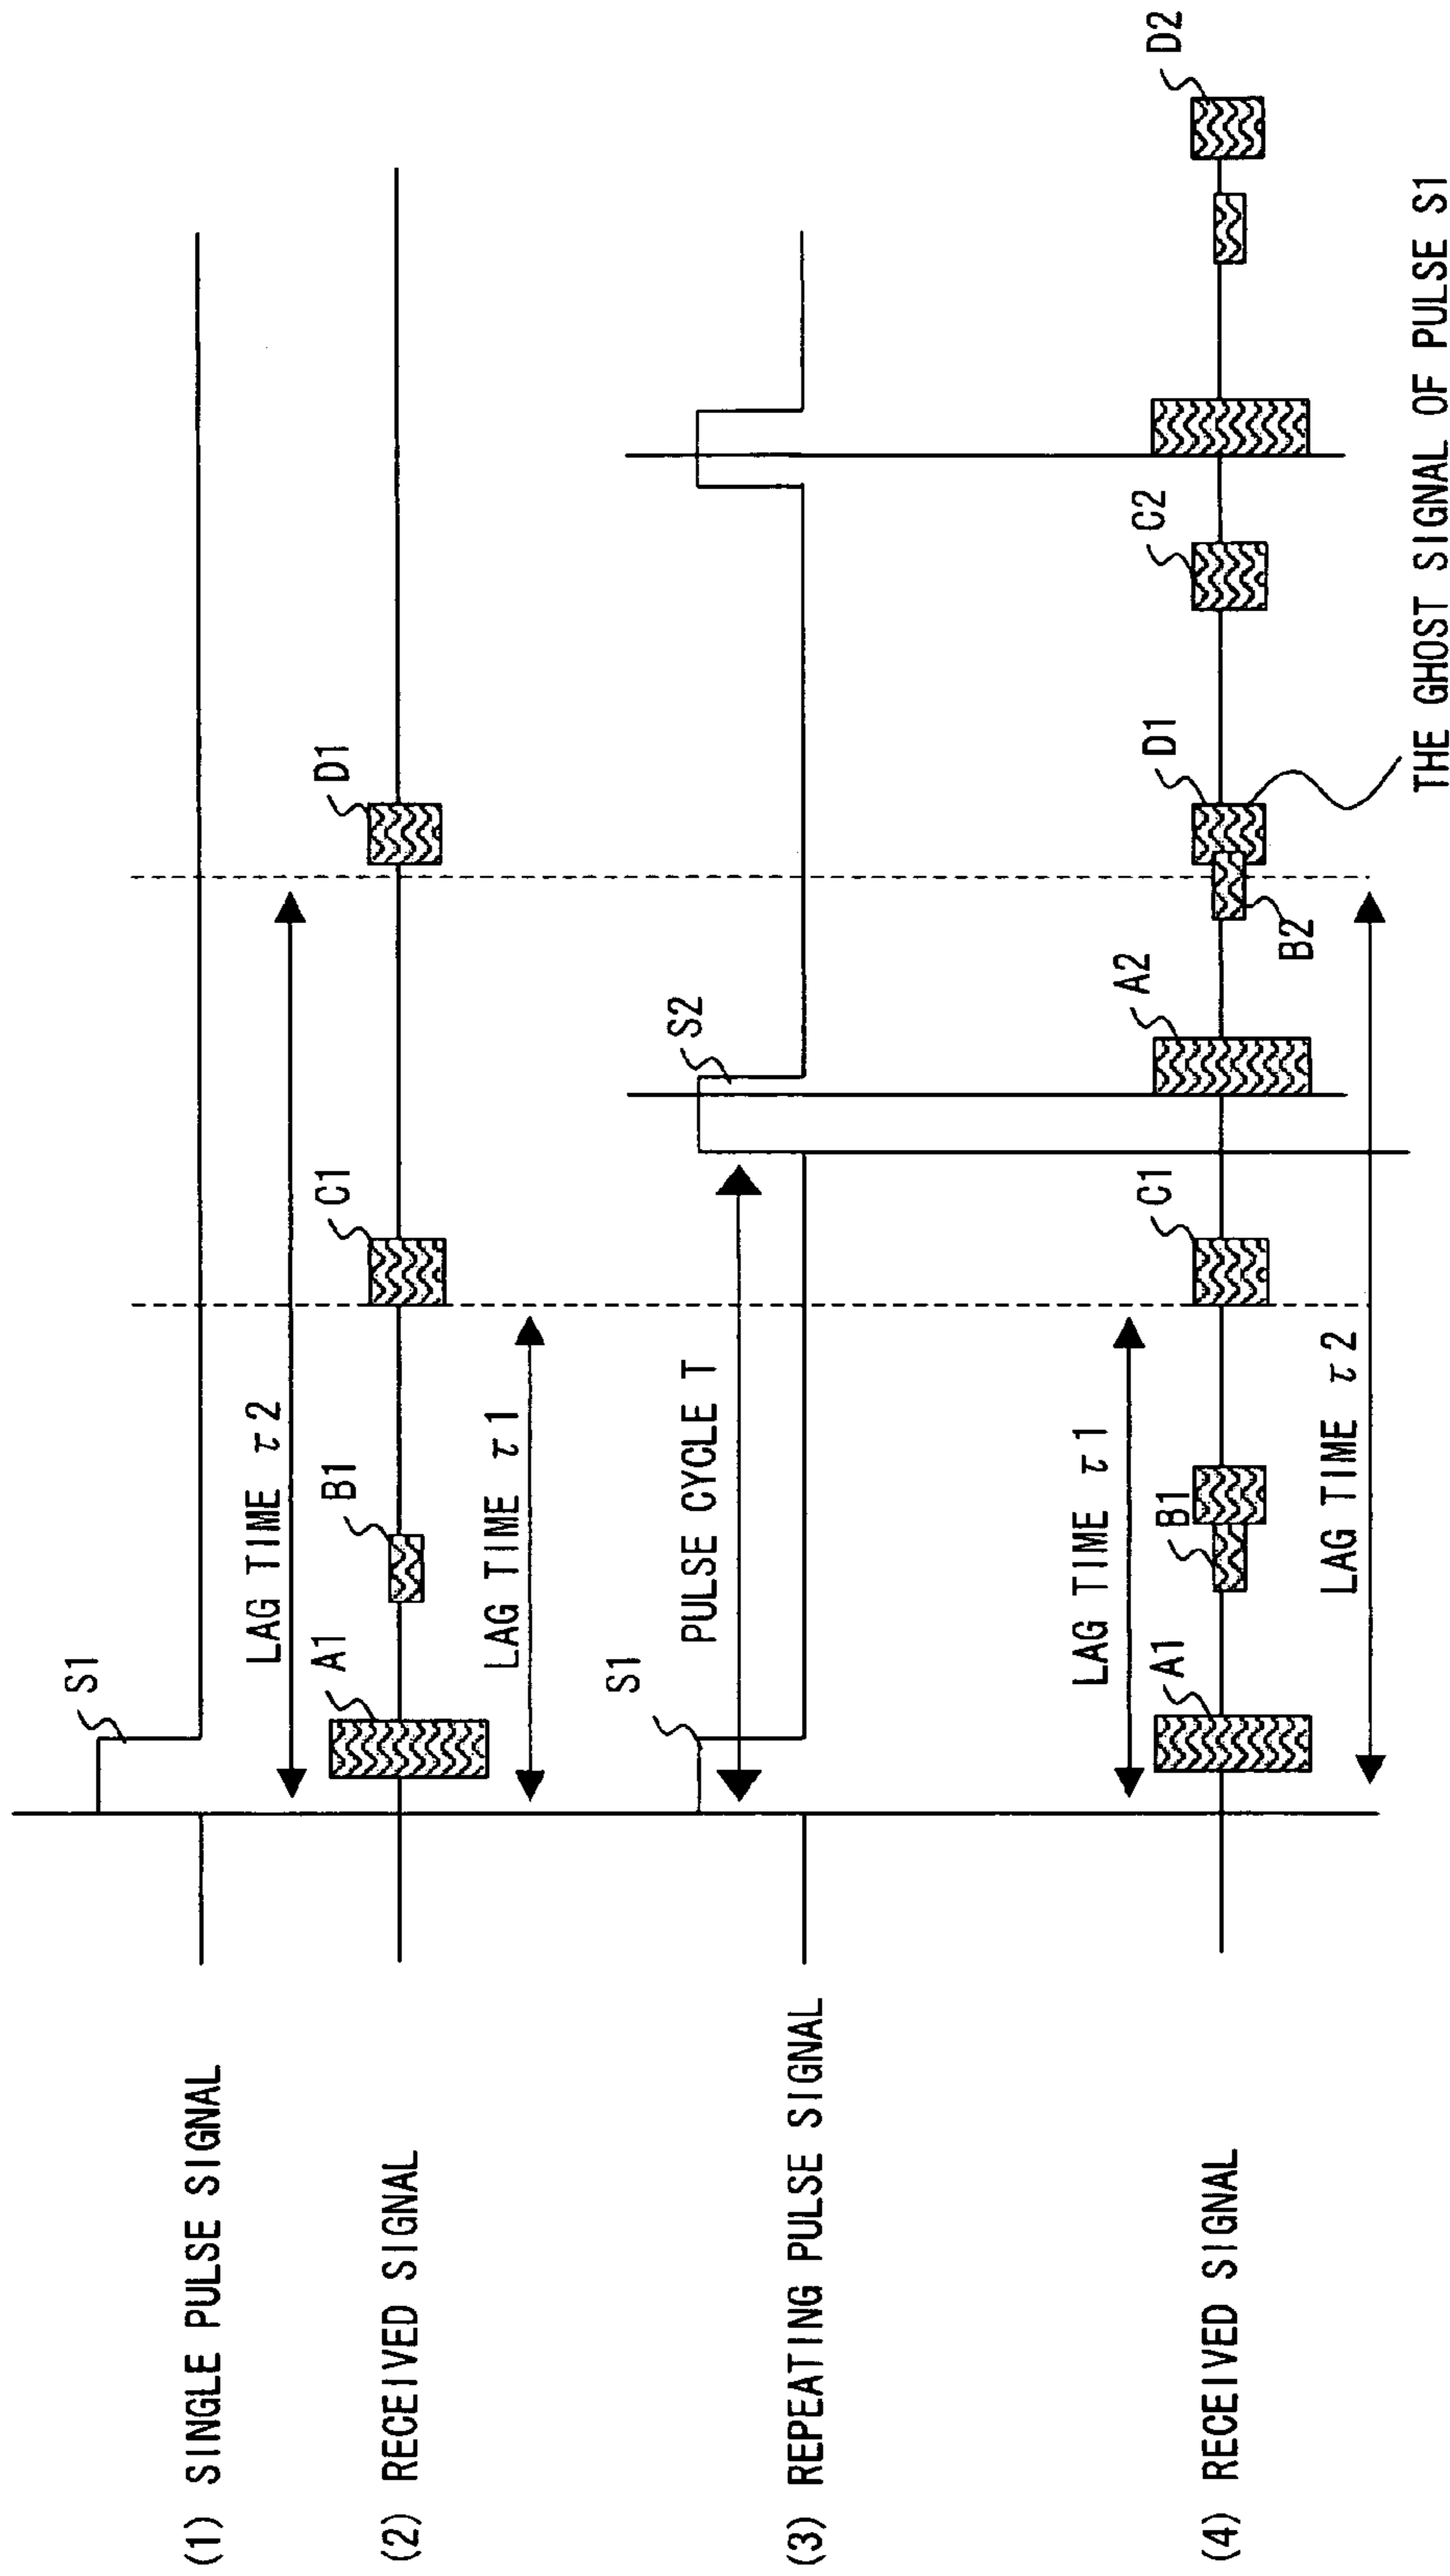 (1) SINGLE PULSE SIGNAL
S1
LAG TIME τ2
(2) RECEIVED SIGNAL
A1
B1
C1
D1
LAG TIME τ1
(3) REPEATING PULSE SIGNAL
S1
PULSE CYCLE T
S2
LAG TIME τ1
(4) RECEIVED SIGNAL
A1
B1
C1
A2
B2
D1
C2
D2
LAG TIME τ2
THE GHOST SIGNAL OF PULSE S1